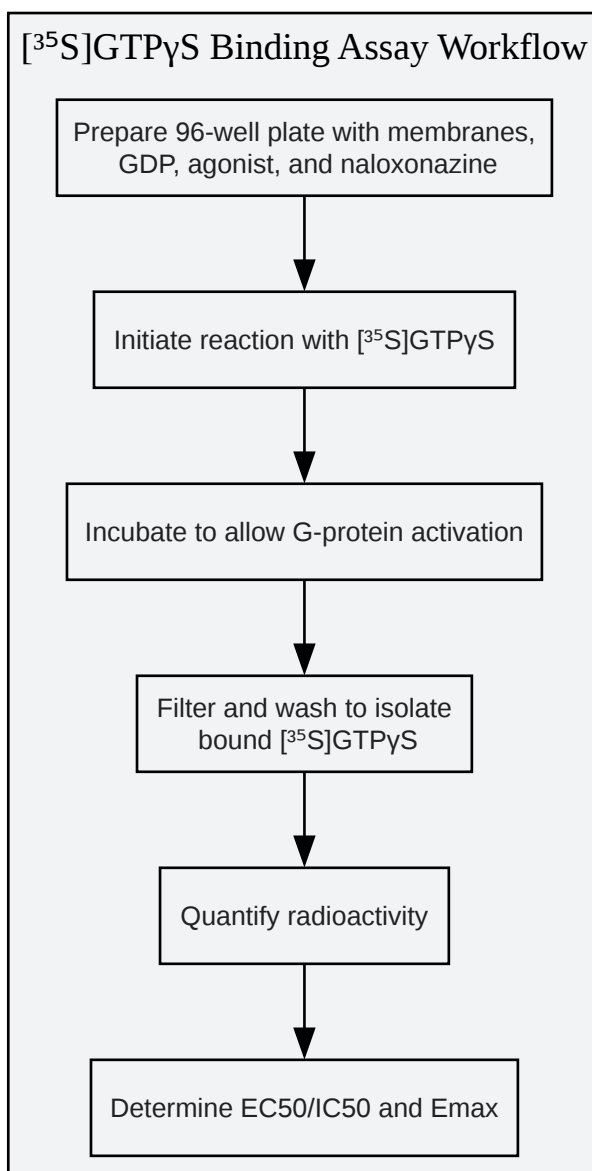 [³⁵S]GTPγS Binding Assay Workflow
Prepare 96-well plate with membranes,
GDP, agonist, and naloxonazine
Initiate reaction with [³⁵S]GTPγS
Incubate to allow G-protein activation
Filter and wash to isolate
bound [³⁵S]GTPγS
Quantify radioactivity
Determine EC50/IC50 and Emax